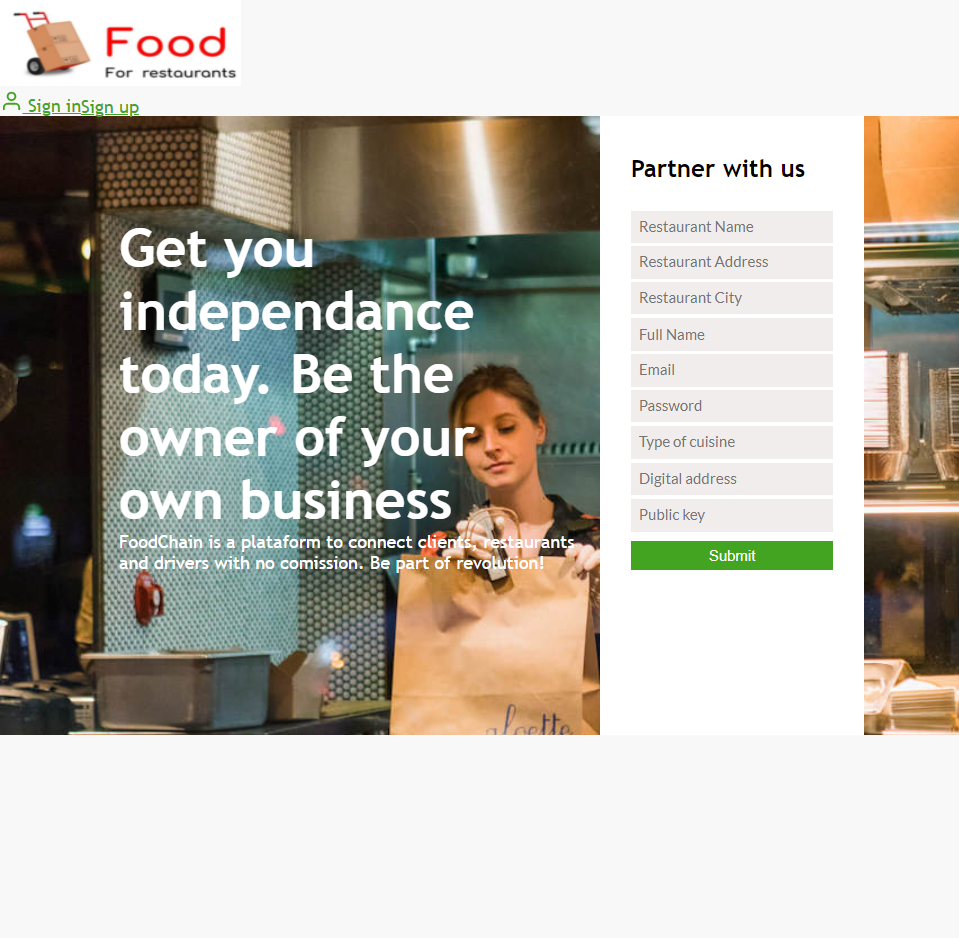 Food
For restaurants
Sign inSign up
Get you
independance
today. Be the
owner of your
own business
FoodChain is a plataform to connect clients, restaurants
and drivers with no comission. Be part of revolution!
Partner with us
Restaurant Name
Restaurant Address
Restaurant City
Full Name
Email
Password
Type of cuisine
Digital address
Public key
Submit